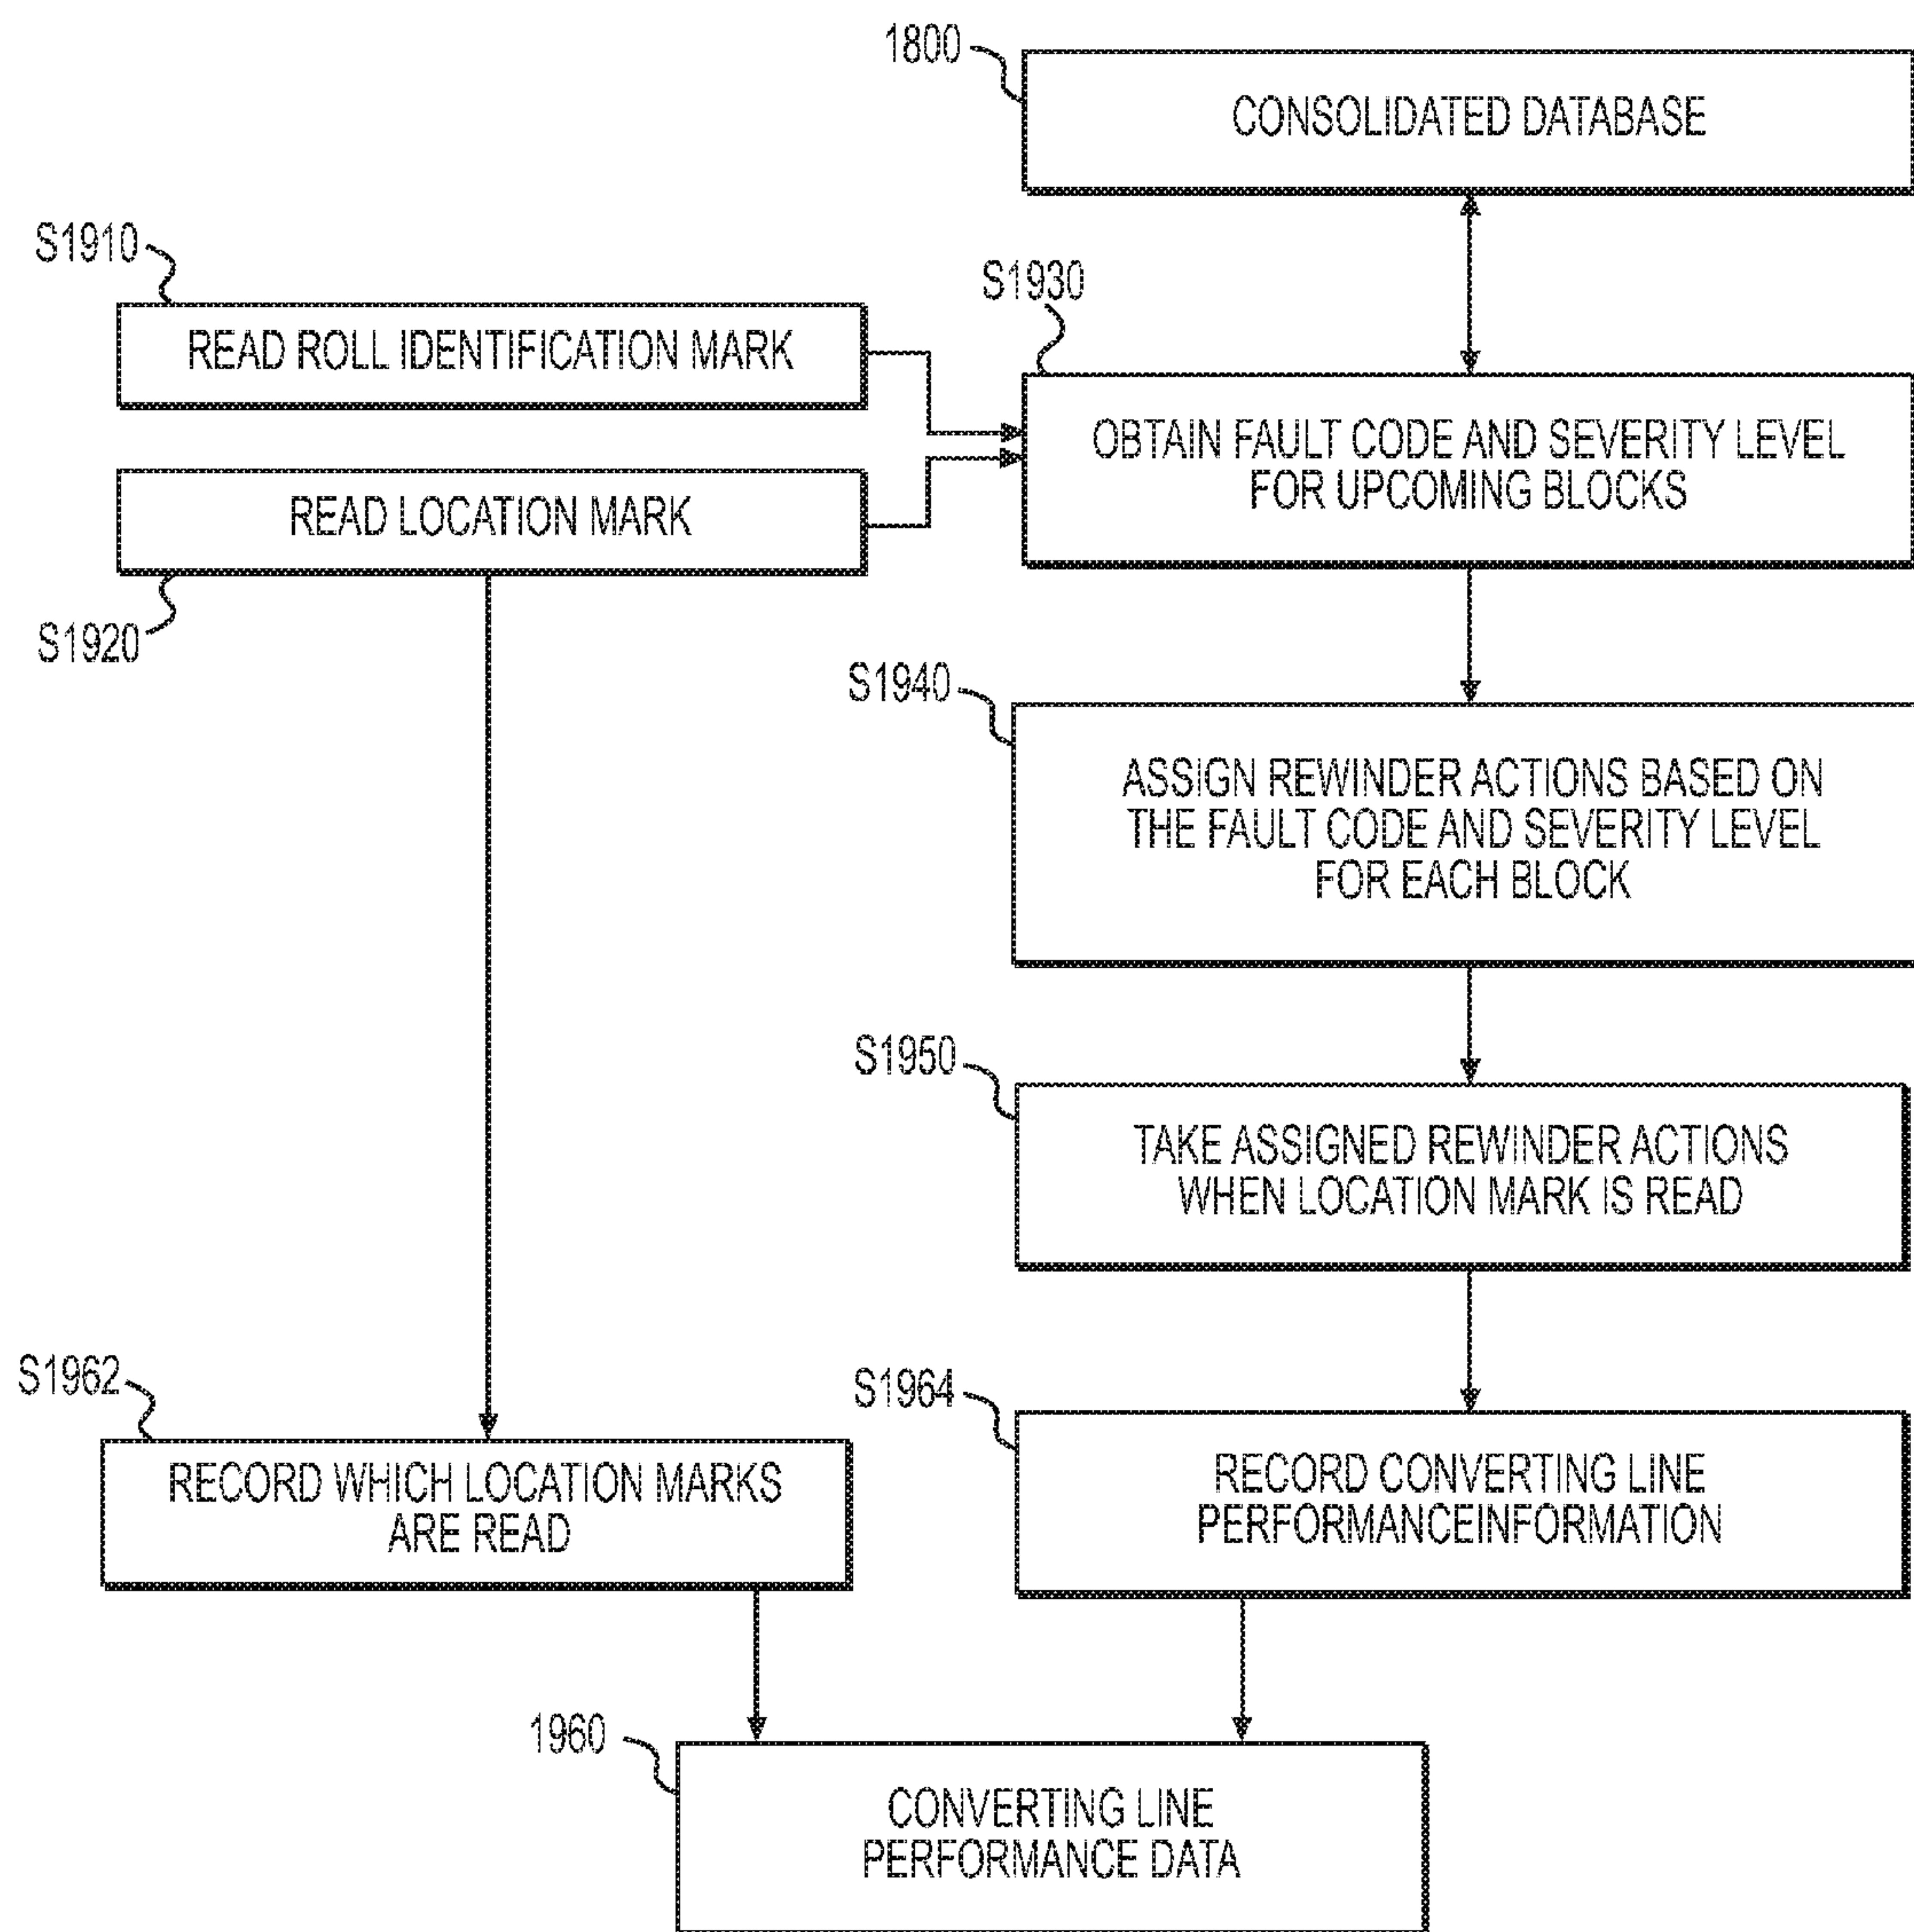 1800
CONSOLIDATED DATABASE
S1910
READ ROLL IDENTIFICATION MARK
S1930
OBTAIN FAULT CODE AND SEVERITY LEVEL
FOR UPCOMING BLOCKS
READ LOCATION MARK
S1920
S1940
ASSIGN REWINDER ACTIONS BASED ON
THE FAULT CODE AND SEVERITY LEVEL
FOR EACH BLOCK
S1950
TAKE ASSIGNED REWINDER ACTIONS
WHEN LOCATION MARK IS READ
S1962
RECORD WHICH LOCATION MARKS
ARE READ
S1964
RECORD CONVERTING LINE
PERFORMANCEINFORMATION
1960
CONVERTING LINE
PERFORMANCE DATA